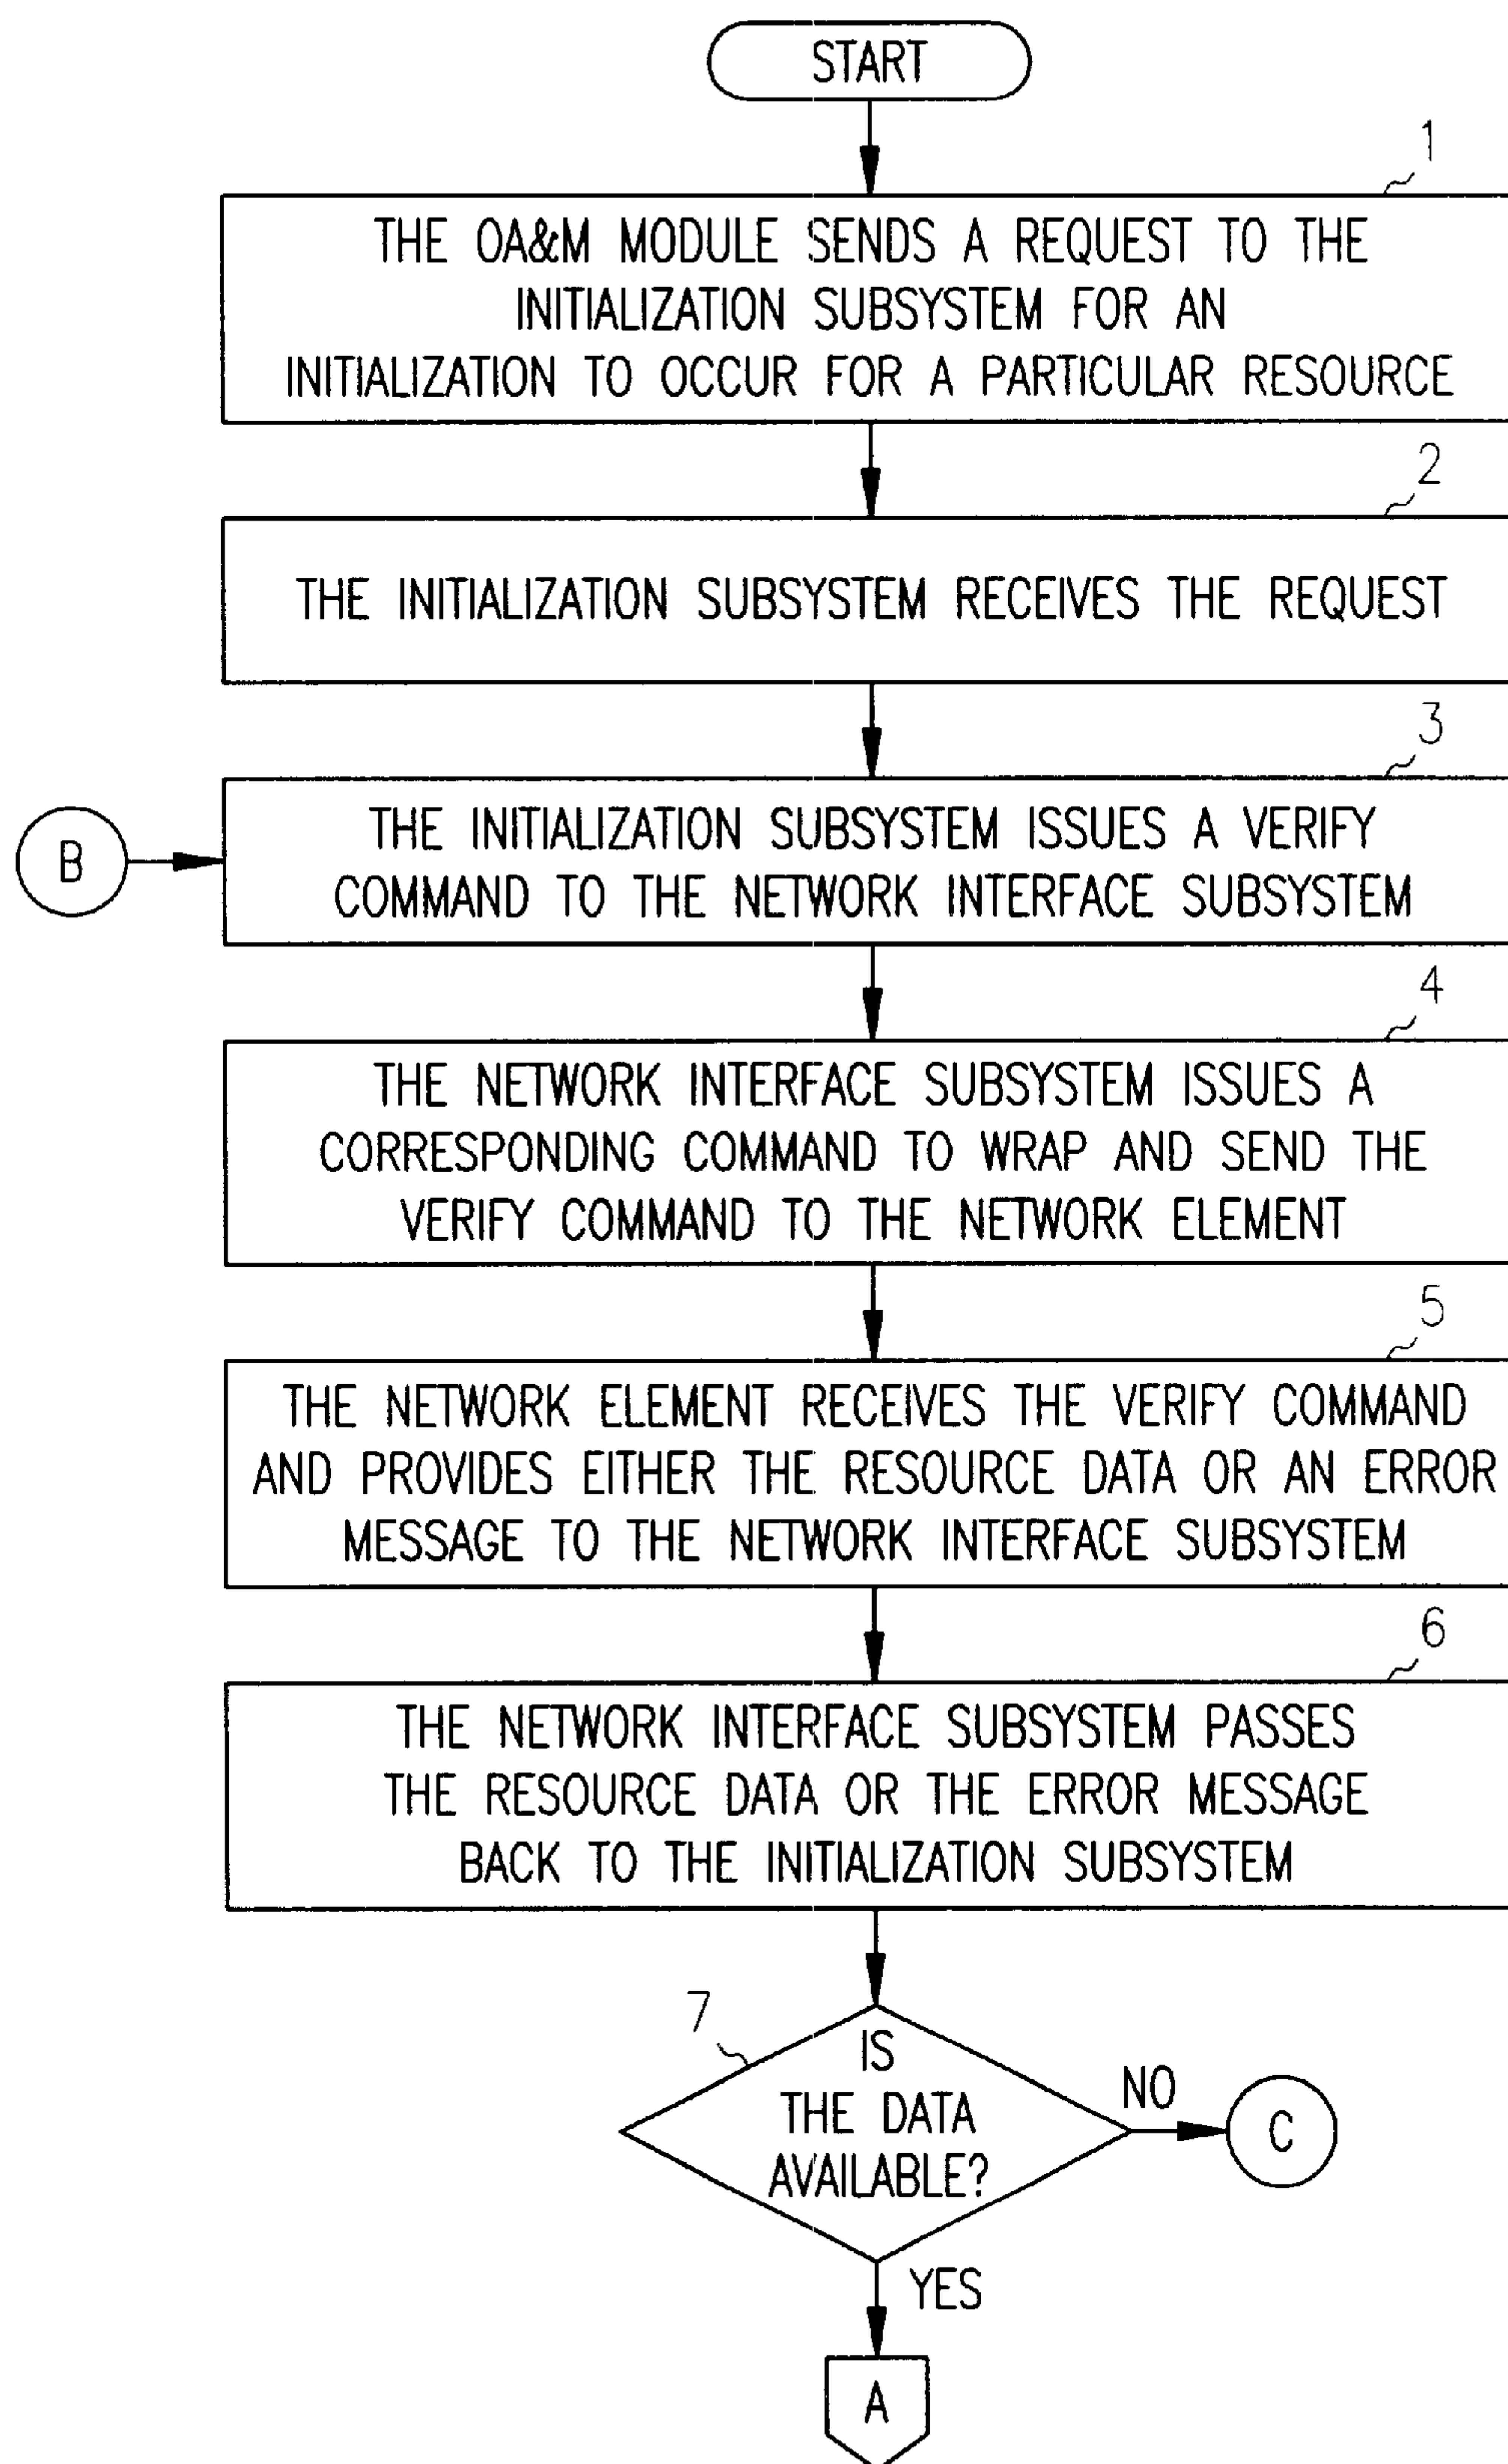 START
1
THE OA&M MODULE SENDS A REQUEST TO THE
INITIALIZATION SUBSYSTEM FOR AN
INITIALIZATION TO OCCUR FOR A PARTICULAR RESOURCE
2
THE INITIALIZATION SUBSYSTEM RECEIVES THE REQUEST
3
B
THE INITIALIZATION SUBSYSTEM ISSUES A VERIFY
COMMAND TO THE NETWORK INTERFACE SUBSYSTEM
4
THE NETWORK INTERFACE SUBSYSTEM ISSUES A
CORRESPONDING COMMAND TO WRAP AND SEND THE
VERIFY COMMAND TO THE NETWORK ELEMENT
5
THE NETWORK ELEMENT RECEIVES THE VERIFY COMMAND
AND PROVIDES EITHER THE RESOURCE DATA OR AN ERROR
MESSAGE TO THE NETWORK INTERFACE SUBSYSTEM
6
THE NETWORK INTERFACE SUBSYSTEM PASSES
THE RESOURCE DATA OR THE ERROR MESSAGE
BACK TO THE INITIALIZATION SUBSYSTEM
7
IS
THE DATA
AVAILABLE?
NO
C
YES
A